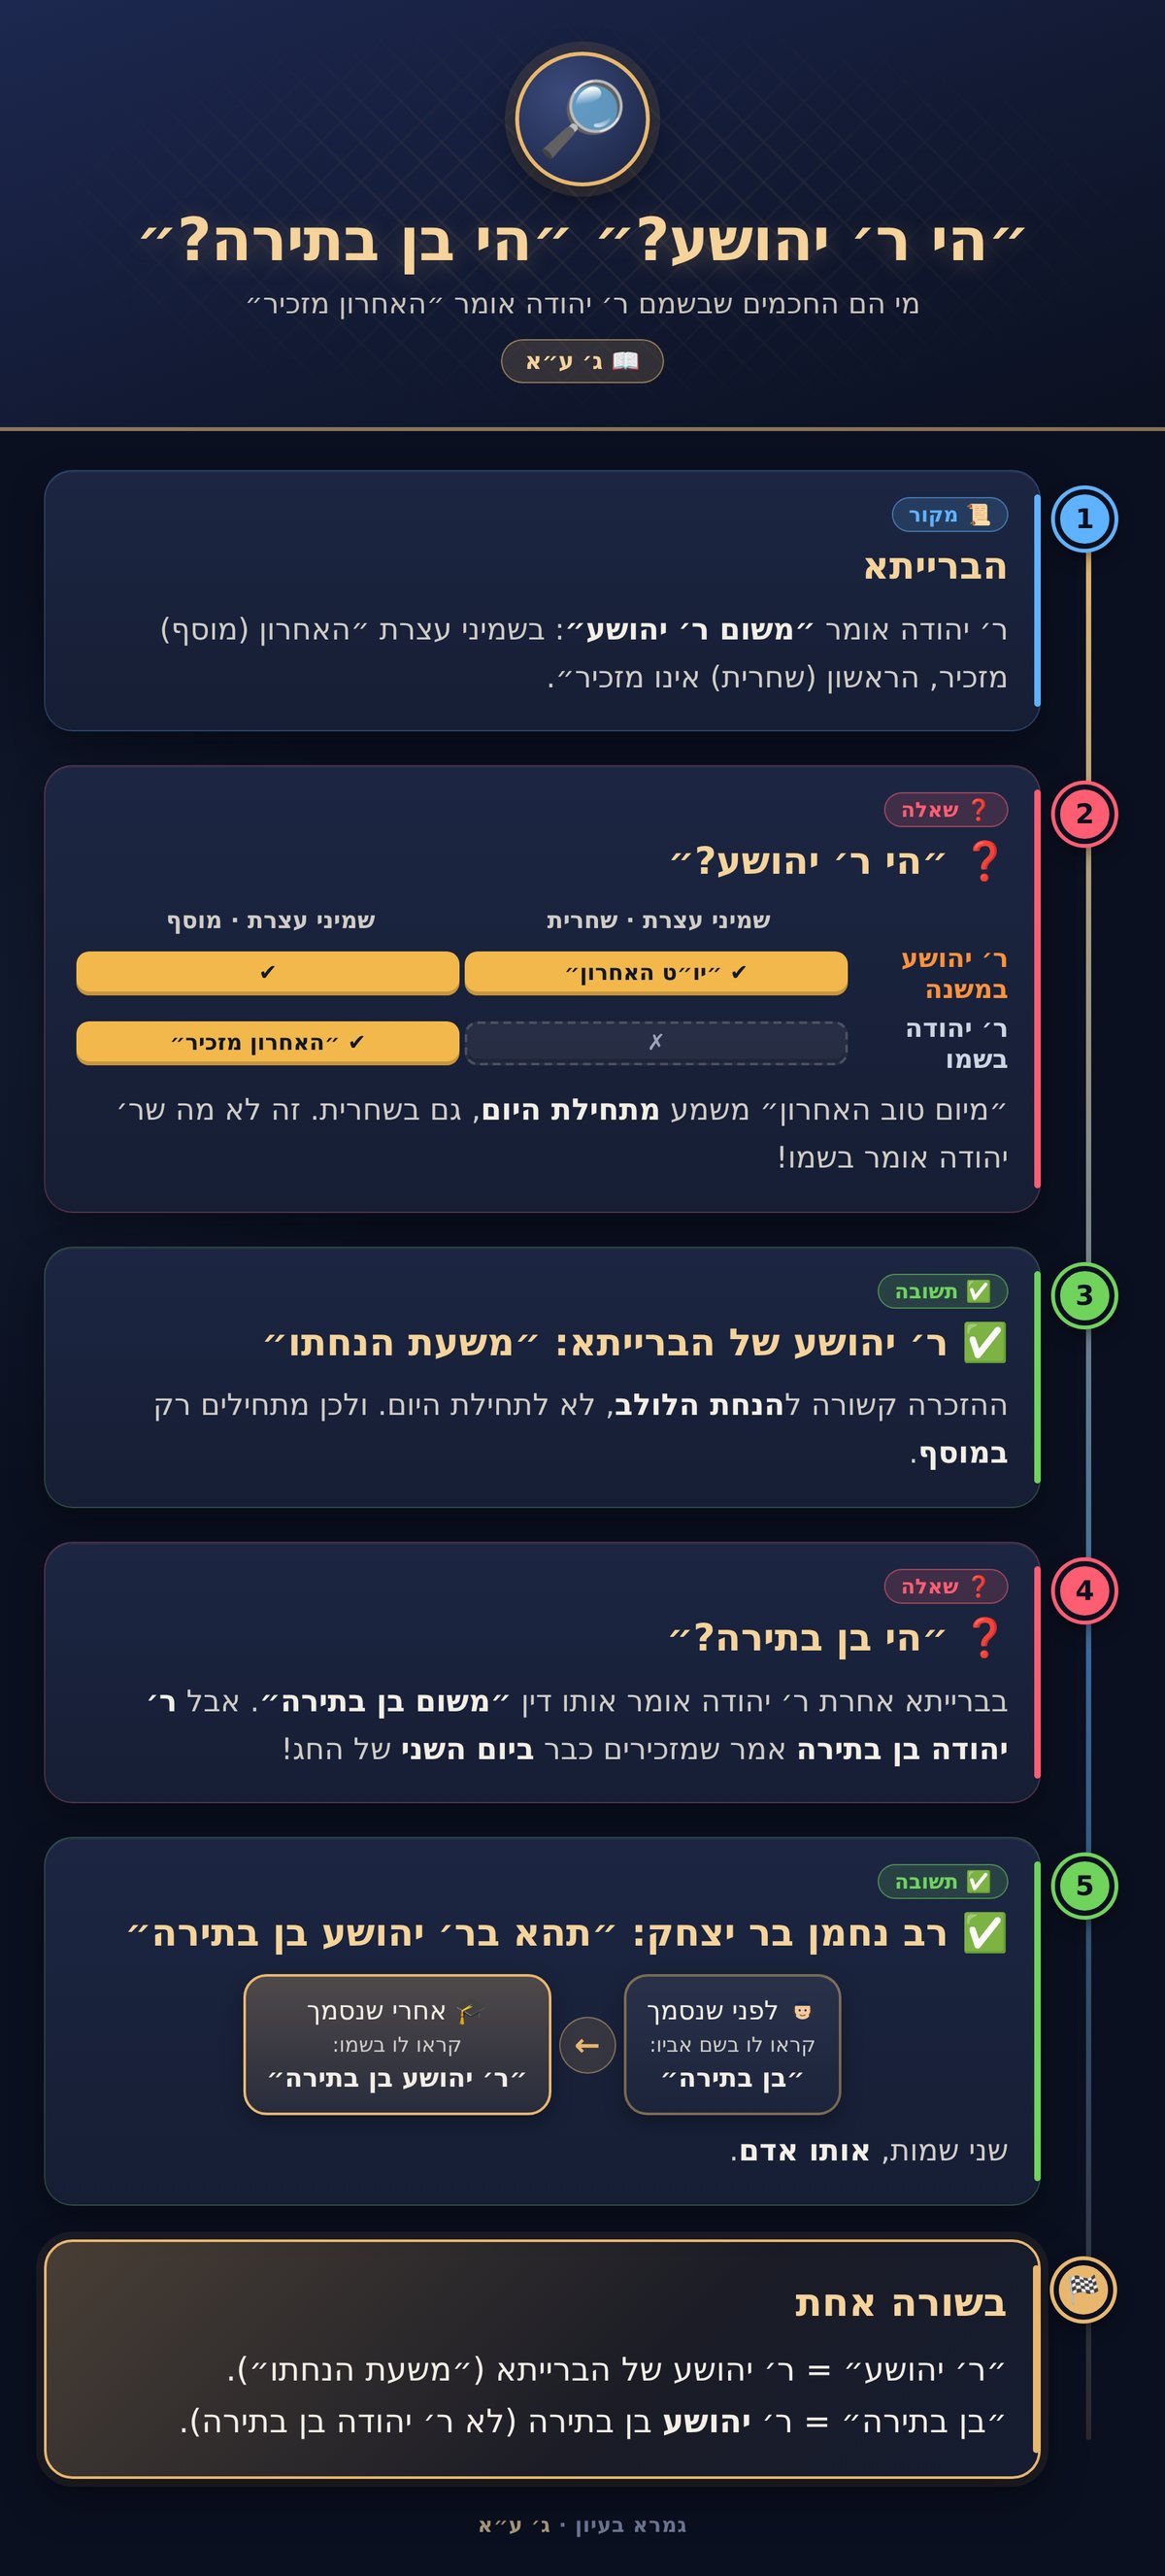 ״הי ר׳ יהושע?״ ״הי בן בתירה?״
מי הם החכמים שבשמם ר׳ יהודה אומר ״האחרון מזכיר״
📖 ג׳ ע״א
1
📜 מקור
הברייתא
ר׳ יהודה אומר ״משום ר׳ יהושע״: בשמיני עצרת ״האחרון (מוסף)
מזכיר, הראשון (שחרית) אינו מזכיר״.
2
❓ שאלה
❓ ״הי ר׳ יהושע?״
שמיני עצרת · שחרית שמיני עצרת · מוסף
ר׳ יהושע
במשנה
✔ ״יו״ט האחרון״ ✔
ר׳ יהודה
בשמו
✗ ✔ ״האחרון מזכיר״
״מיום טוב האחרון״ משמע מתחילת היום, גם בשחרית. זה לא מה שר׳
יהודה אומר בשמו!
3
✅ תשובה
✅ ר׳ יהושע של הברייתא: ״משעת הנחתו״
ההזכרה קשורה להנחת הלולב, לא לתחילת היום. ולכן מתחילים רק
במוסף.
4
❓ שאלה
❓ ״הי בן בתירה?״
בברייתא אחרת ר׳ יהודה אומר אותו דין ״משום בן בתירה״. אבל ר׳
יהודה בן בתירה אמר שמזכירים כבר ביום השני של החג!
5
✅ תשובה
✅ רב נחמן בר יצחק: ״תהא בר׳ יהושע בן בתירה״
לפני שנסמך
קראו לו בשם אביו:
״בן בתירה״
←
🎓 אחרי שנסמך
קראו לו בשמו:
״ר׳ יהושע בן בתירה״
שני שמות, אותו אדם.
🏁
בשורה אחת
״ר׳ יהושע״ = ר׳ יהושע של הברייתא (״משעת הנחתו״).
״בן בתירה״ = ר׳ יהושע בן בתירה (לא ר׳ יהודה בן בתירה).
גמרא בעיון · ג׳ ע״א